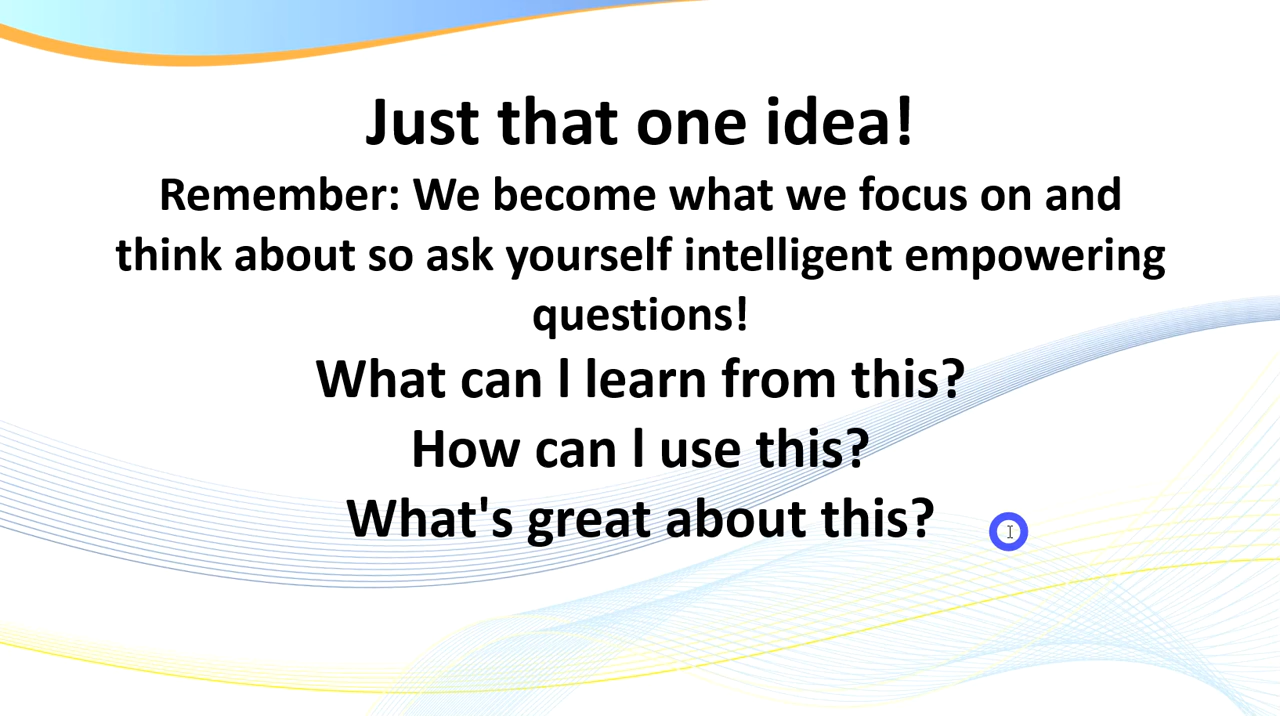 Just that one idea!
Remember: We become what we focus on and
think about so ask yourself intelligent empowering
questions!
What can I learn from this?
How can I use this?
What's great about this?